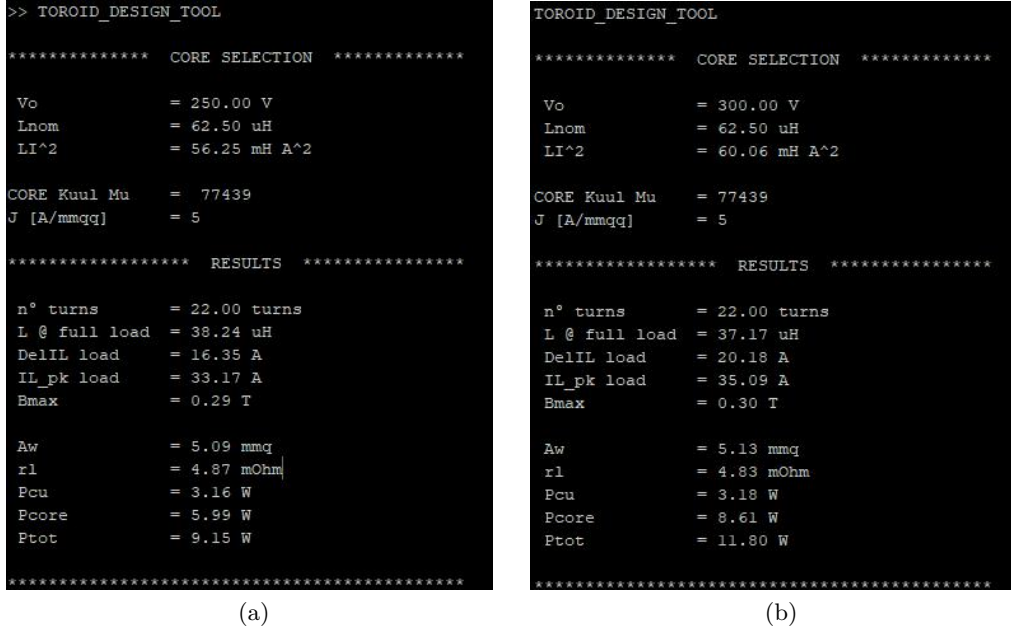 >> TOROID_DESIGN_TOOL
************** CORE SELECTION *************
Vo = 250.00 V
Lnom = 62.50 uH
LI^2 = 56.25 mH A^2
CORE Kuul Mu = 77439
J [A/mmqq] = 5
****************** RESULTS ****************
n° turns = 22.00 turns
L @ full load = 38.24 uH
DelIL load = 16.35 A
IL_pk load = 33.17 A
Bmax = 0.29 T
Aw = 5.09 mmq
rl = 4.87 mOhm
Pcu = 3.16 W
Pcore = 5.99 W
Ptot = 9.15 W
*********************************************
(a)
TOROID_DESIGN_TOOL
************** CORE SELECTION *************
Vo = 300.00 V
Lnom = 62.50 uH
LI^2 = 60.06 mH A^2
CORE Kuul Mu = 77439
J [A/mmqq] = 5
****************** RESULTS ****************
n° turns = 22.00 turns
L @ full load = 37.17 uH
DelIL load = 20.18 A
IL_pk load = 35.09 A
Bmax = 0.30 T
Aw = 5.13 mmq
rl = 4.83 mOhm
Pcu = 3.18 W
Pcore = 8.61 W
Ptot = 11.80 W
*********************************************
(b)